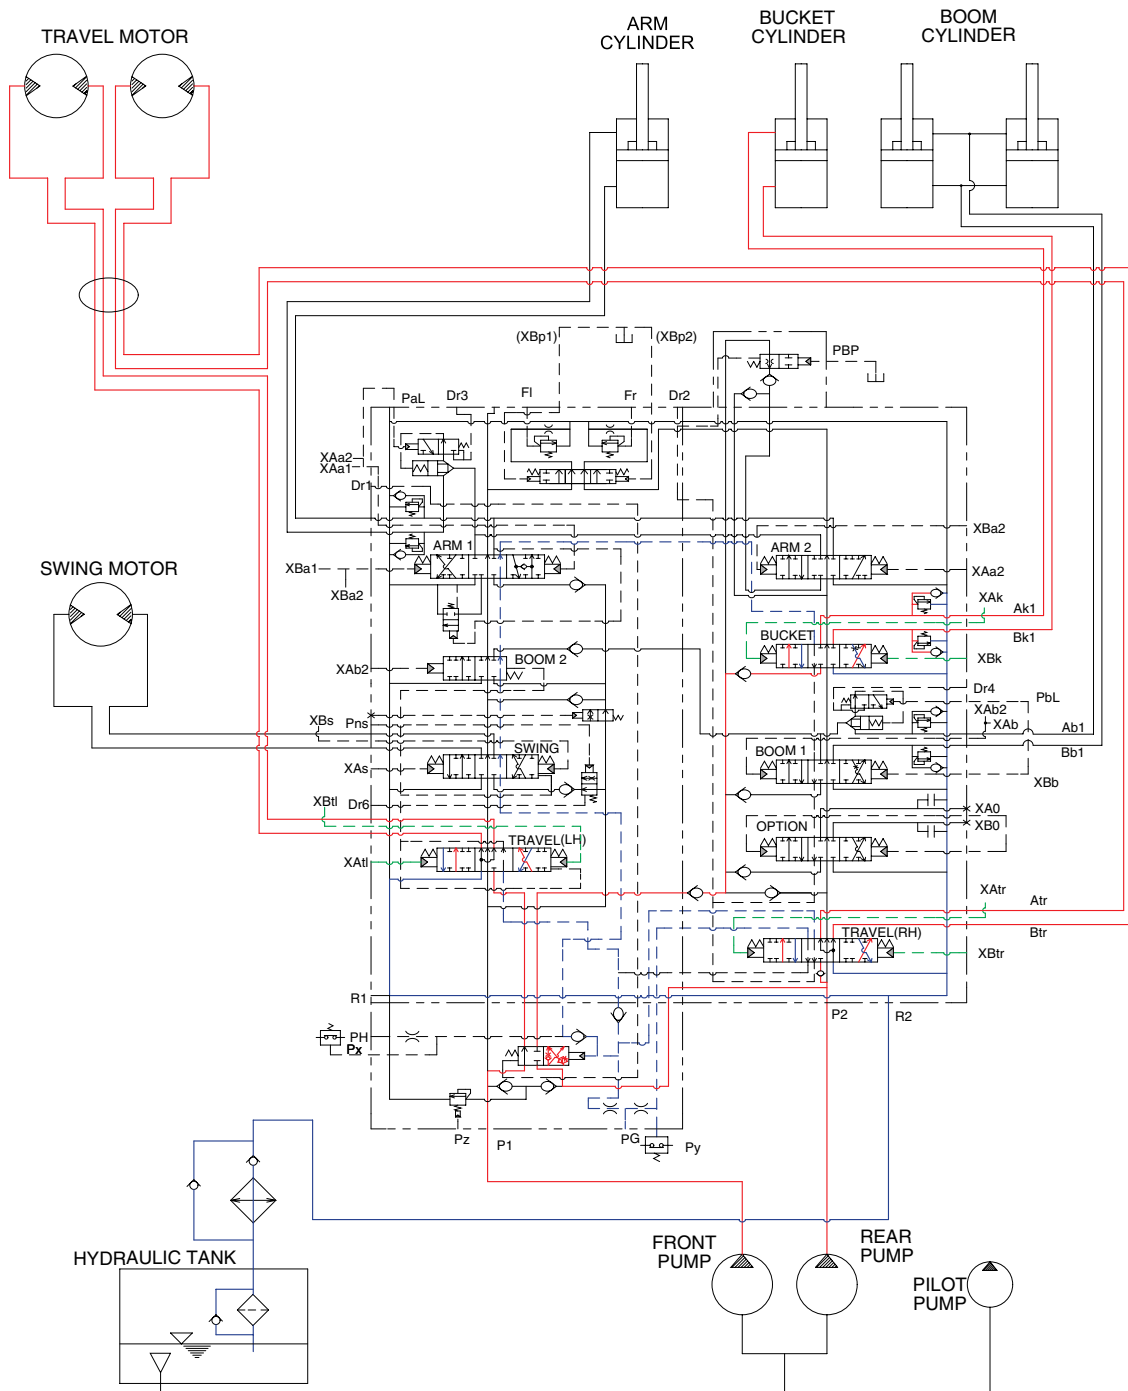 TRAVEL MOTOR
ARM
CYLINDER
BUCKET
CYLINDER
BOOM
CYLINDER
(XBp1)
(XBp2)
PBP
PaL
Dr3
Fl
Fr
Dr2
XAa2
XAa1
Dr1
XBa2
ARM 1
ARM 2
XBa1
XBa2
XAa2
SWING MOTOR
XAk
Ak1
BUCKET
Bk1
XBk
XAb2
BOOM 2
Dr4
PbL
XAb2
XAb
Ab1
XBs
Pns
SWING
BOOM 1
Bb1
XAs
XBb
XBtl
Dr6
XA0
OPTION
XB0
TRAVEL(LH)
XAtl
XAtr
Atr
TRAVEL(RH)
Btr
XBtr
R1
P2
R2
PH
Px
Pz
P1
PG
Py
HYDRAULIC TANK
FRONT
PUMP
REAR
PUMP
PILOT
PUMP